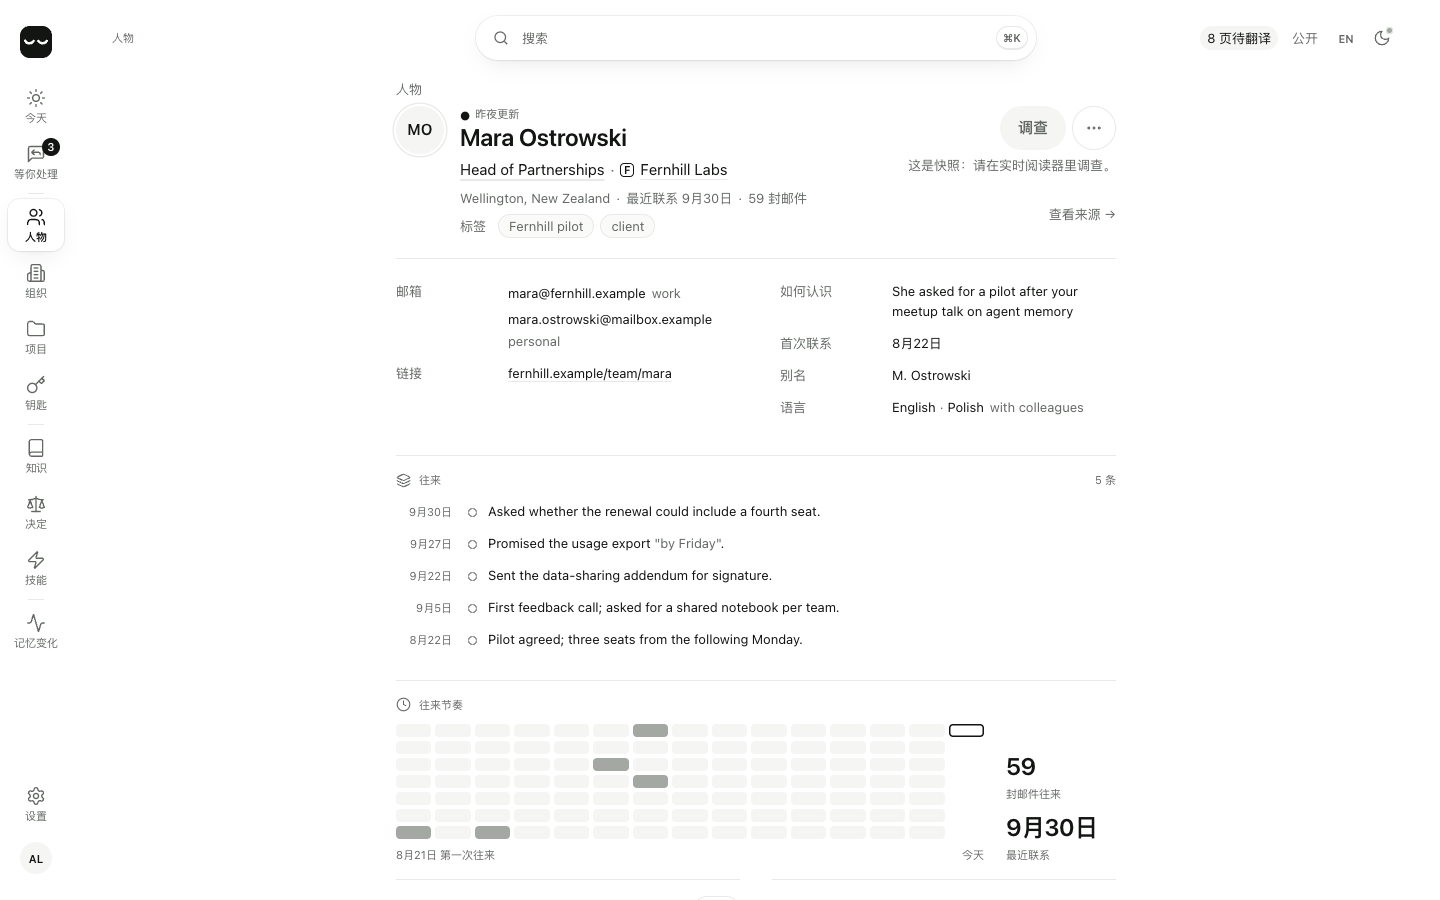 人物
搜索
⌘K
8 页待翻译
公开
EN
今天
3
等你处理
人物
组织
项目
钥匙
知识
决定
技能
记忆变化
设置
AL
人物
MO
昨夜更新
Mara Ostrowski
Head of Partnerships · F Fernhill Labs
Wellington, New Zealand · 最近联系 9月30日 · 59 封邮件
标签 Fernhill pilot client
调查
这是快照：请在实时阅读器里调查。
查看来源 →
邮箱
mara@fernhill.example work
mara.ostrowski@mailbox.example
personal
链接
fernhill.example/team/mara
如何认识
She asked for a pilot after your
meetup talk on agent memory
首次联系
8月22日
别名
M. Ostrowski
语言
English · Polish with colleagues
往来
5 条
9月30日 Asked whether the renewal could include a fourth seat.
9月27日 Promised the usage export "by Friday".
9月22日 Sent the data-sharing addendum for signature.
9月5日 First feedback call; asked for a shared notebook per team.
8月22日 Pilot agreed; three seats from the following Monday.
往来节奏
59
封邮件往来
9月30日
最近联系
8月21日 第一次往来
今天